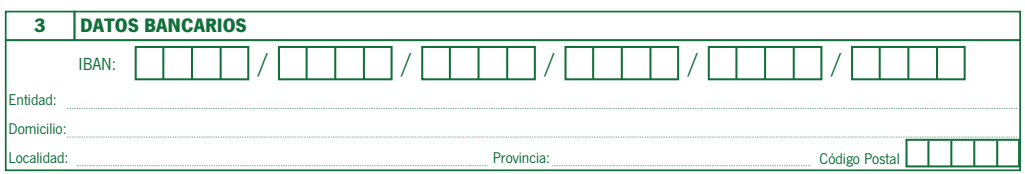 3 DATOS BANCARIOS
IBAN: / / / / /
Entidad:
Domicilio:
Localidad: Provincia: Código Postal